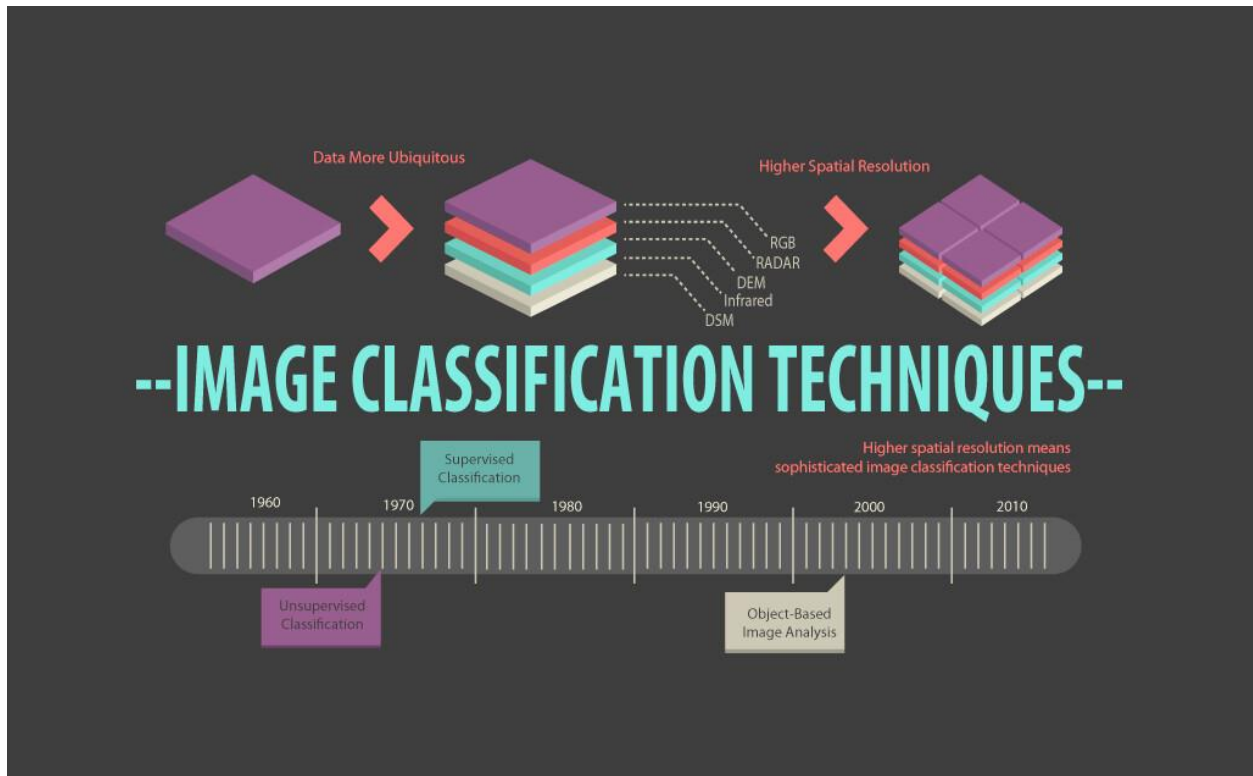 Data More Ubiquitous
Higher Spatial Resolution
RGB
RADAR
DEM
Infrared
DSM
--IMAGE CLASSIFICATION TECHNIQUES--
Higher spatial resolution means
sophisticated image classification techniques
Supervised
Classification
1960
1970
1980
1990
2000
2010
Unsupervised
Classification
Object-Based
Image Analysis